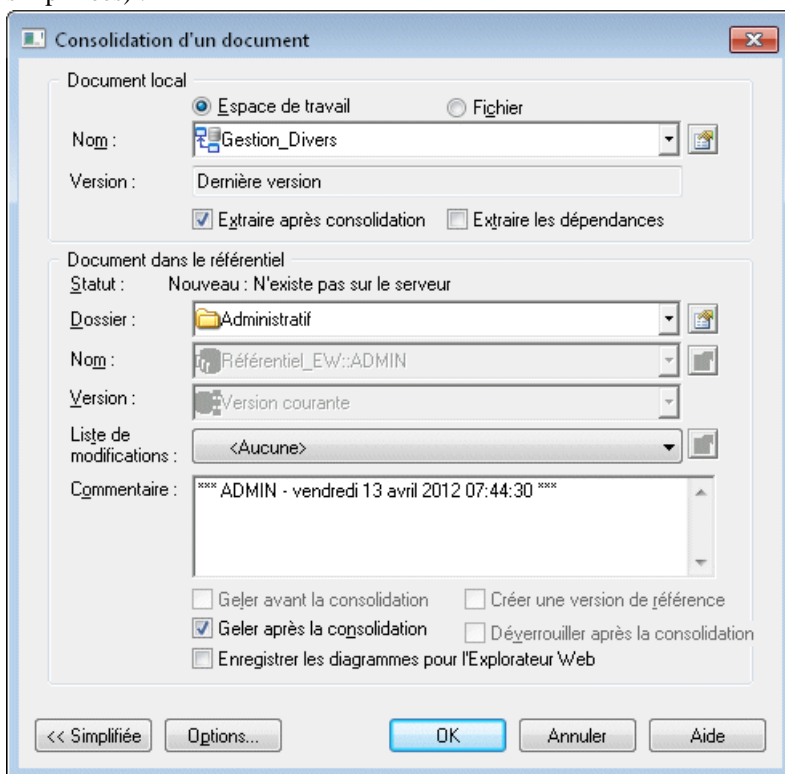 Consolidation d'un document
Document local
Espace de travail Fichier
Nom : Gestion_Divers
Version : Dernière version
Extraire après consolidation Extraire les dépendances
Document dans le référentiel
Statut : Nouveau : N'existe pas sur le serveur
Dossier : Administratif
Nom : Référentiel_EW::ADMIN
Version : Version courante
Liste de
modifications : <Aucune>
Commentaire : *** ADMIN - vendredi 13 avril 2012 07:44:30 ***
Geler avant la consolidation Créer une version de référence
Geler après la consolidation Déverrouiller après la consolidation
Enregistrer les diagrammes pour l'Explorateur Web
<< Simplifiée Options... OK Annuler Aide